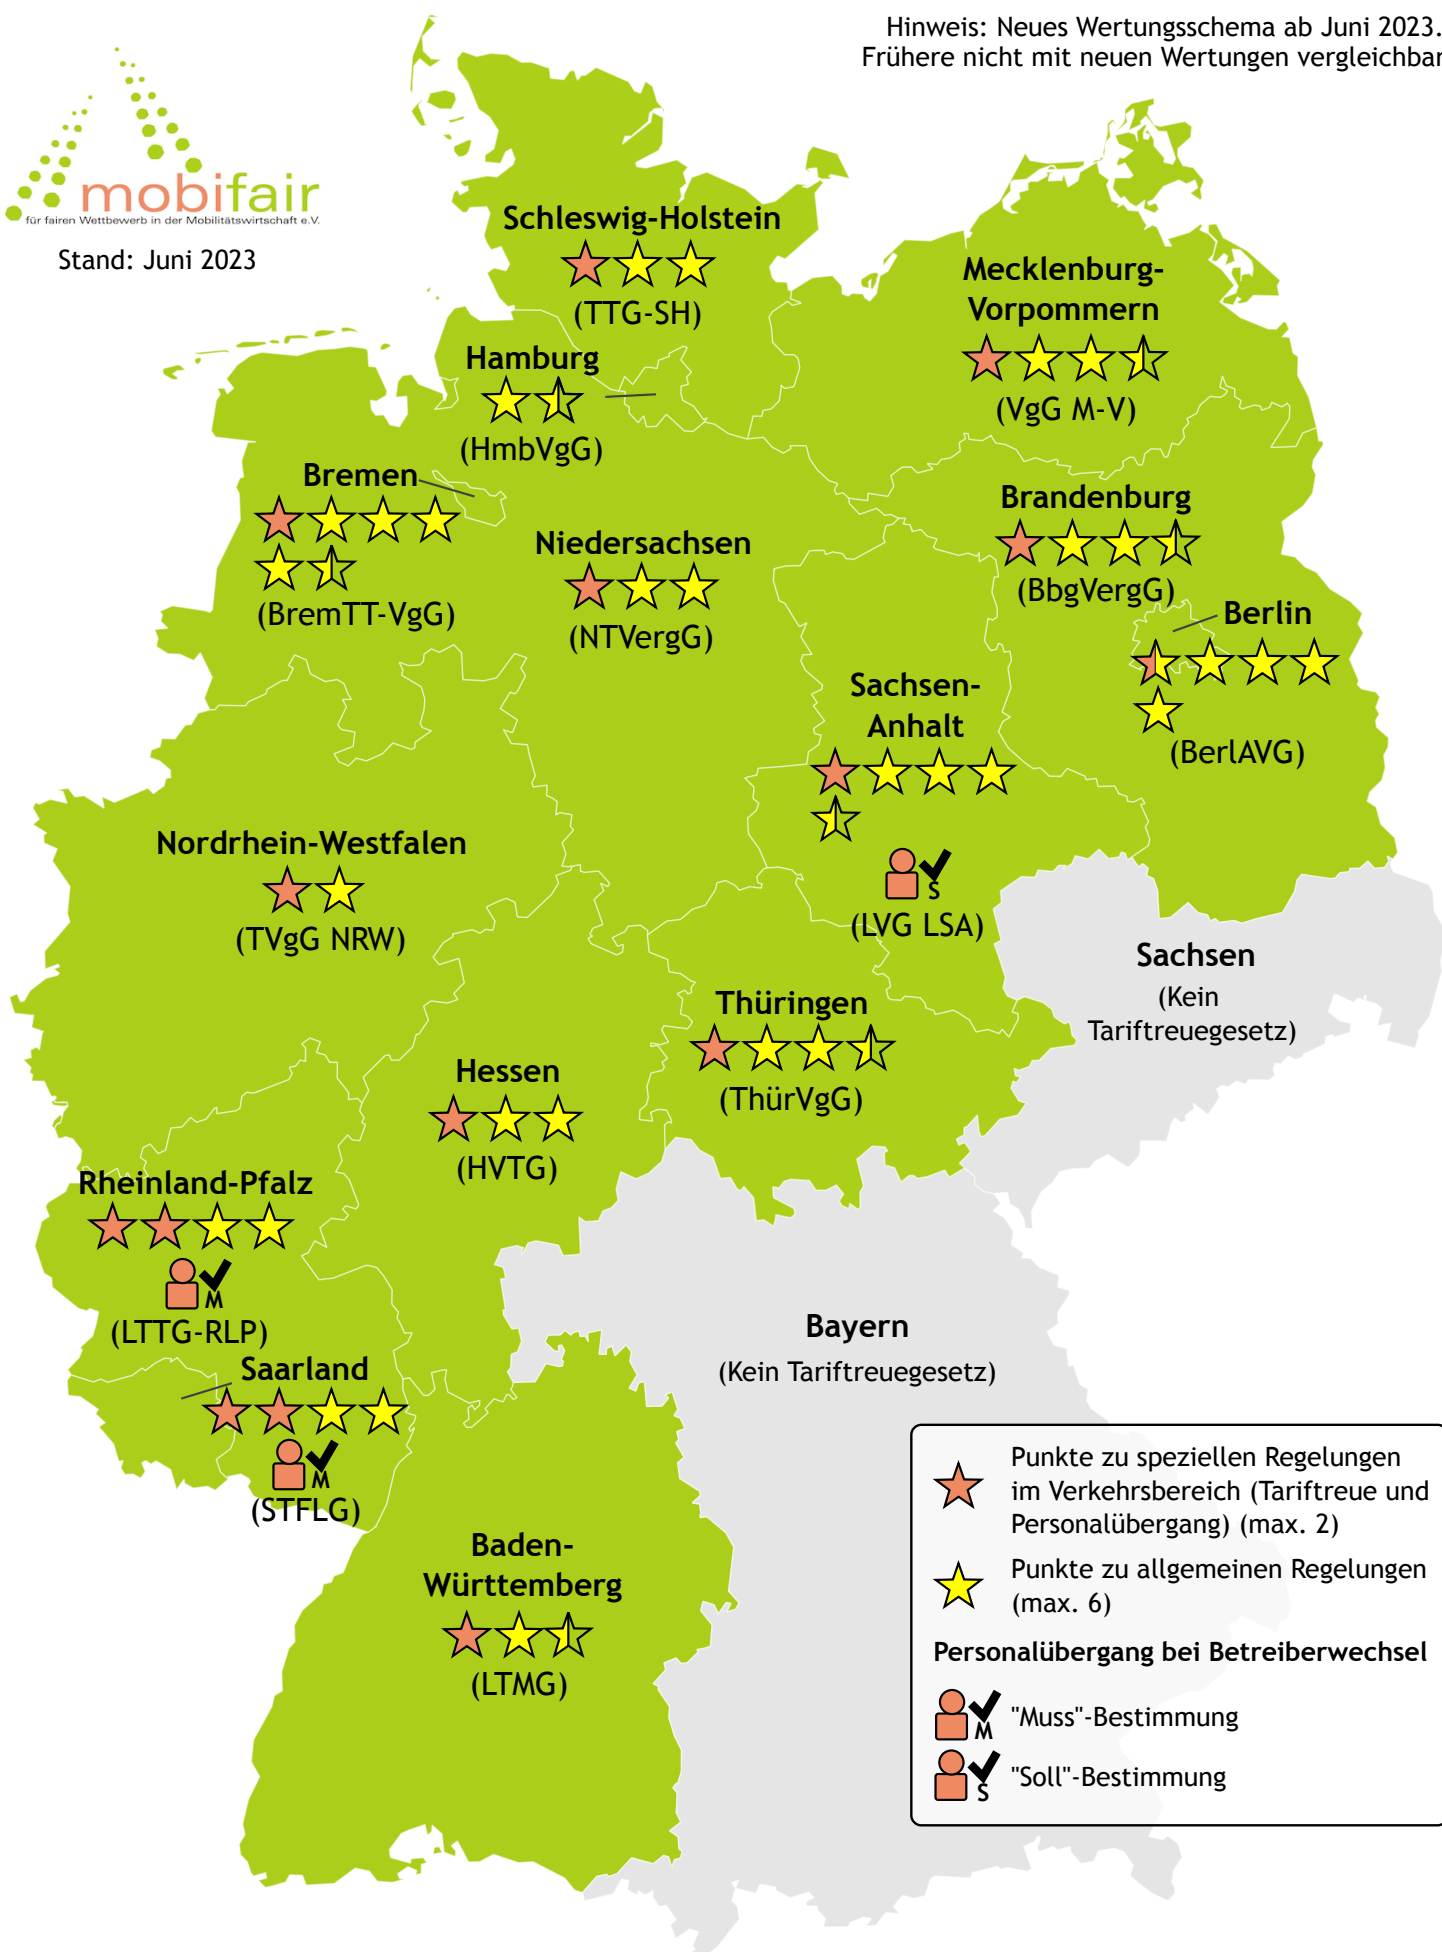 Hinweis: Neues Wertungsschema ab Juni 2023.
Frühere nicht mit neuen Wertungen vergleichbar
mobifair
für fairen Wettbewerb in der Mobilitätswirtschaft e.V.
Stand: Juni 2023
Schleswig-Holstein
(TTG-SH)
Mecklenburg-
Vorpommern
(VgG M-V)
Hamburg
(HmbVgG)
Bremen
(BremTT-VgG)
Niedersachsen
(NTVergG)
Brandenburg
(BbgVergG)
Berlin
(BerlAVG)
Sachsen-
Anhalt
S
(LVG LSA)
Nordrhein-Westfalen
(TVgG NRW)
Sachsen
(Kein
Tariftreuegesetz)
Thüringen
(ThürVgG)
Hessen
(HVTG)
Rheinland-Pfalz
M
(LTTG-RLP)
Saarland
M
(STFLG)
Bayern
(Kein Tariftreuegesetz)
Baden-
Württemberg
(LTMG)
Punkte zu speziellen Regelungen
im Verkehrsbereich (Tariftreue und
Personalübergang) (max. 2)
Punkte zu allgemeinen Regelungen
(max. 6)
Personalübergang bei Betreiberwechsel
M "Muss"-Bestimmung
S "Soll"-Bestimmung